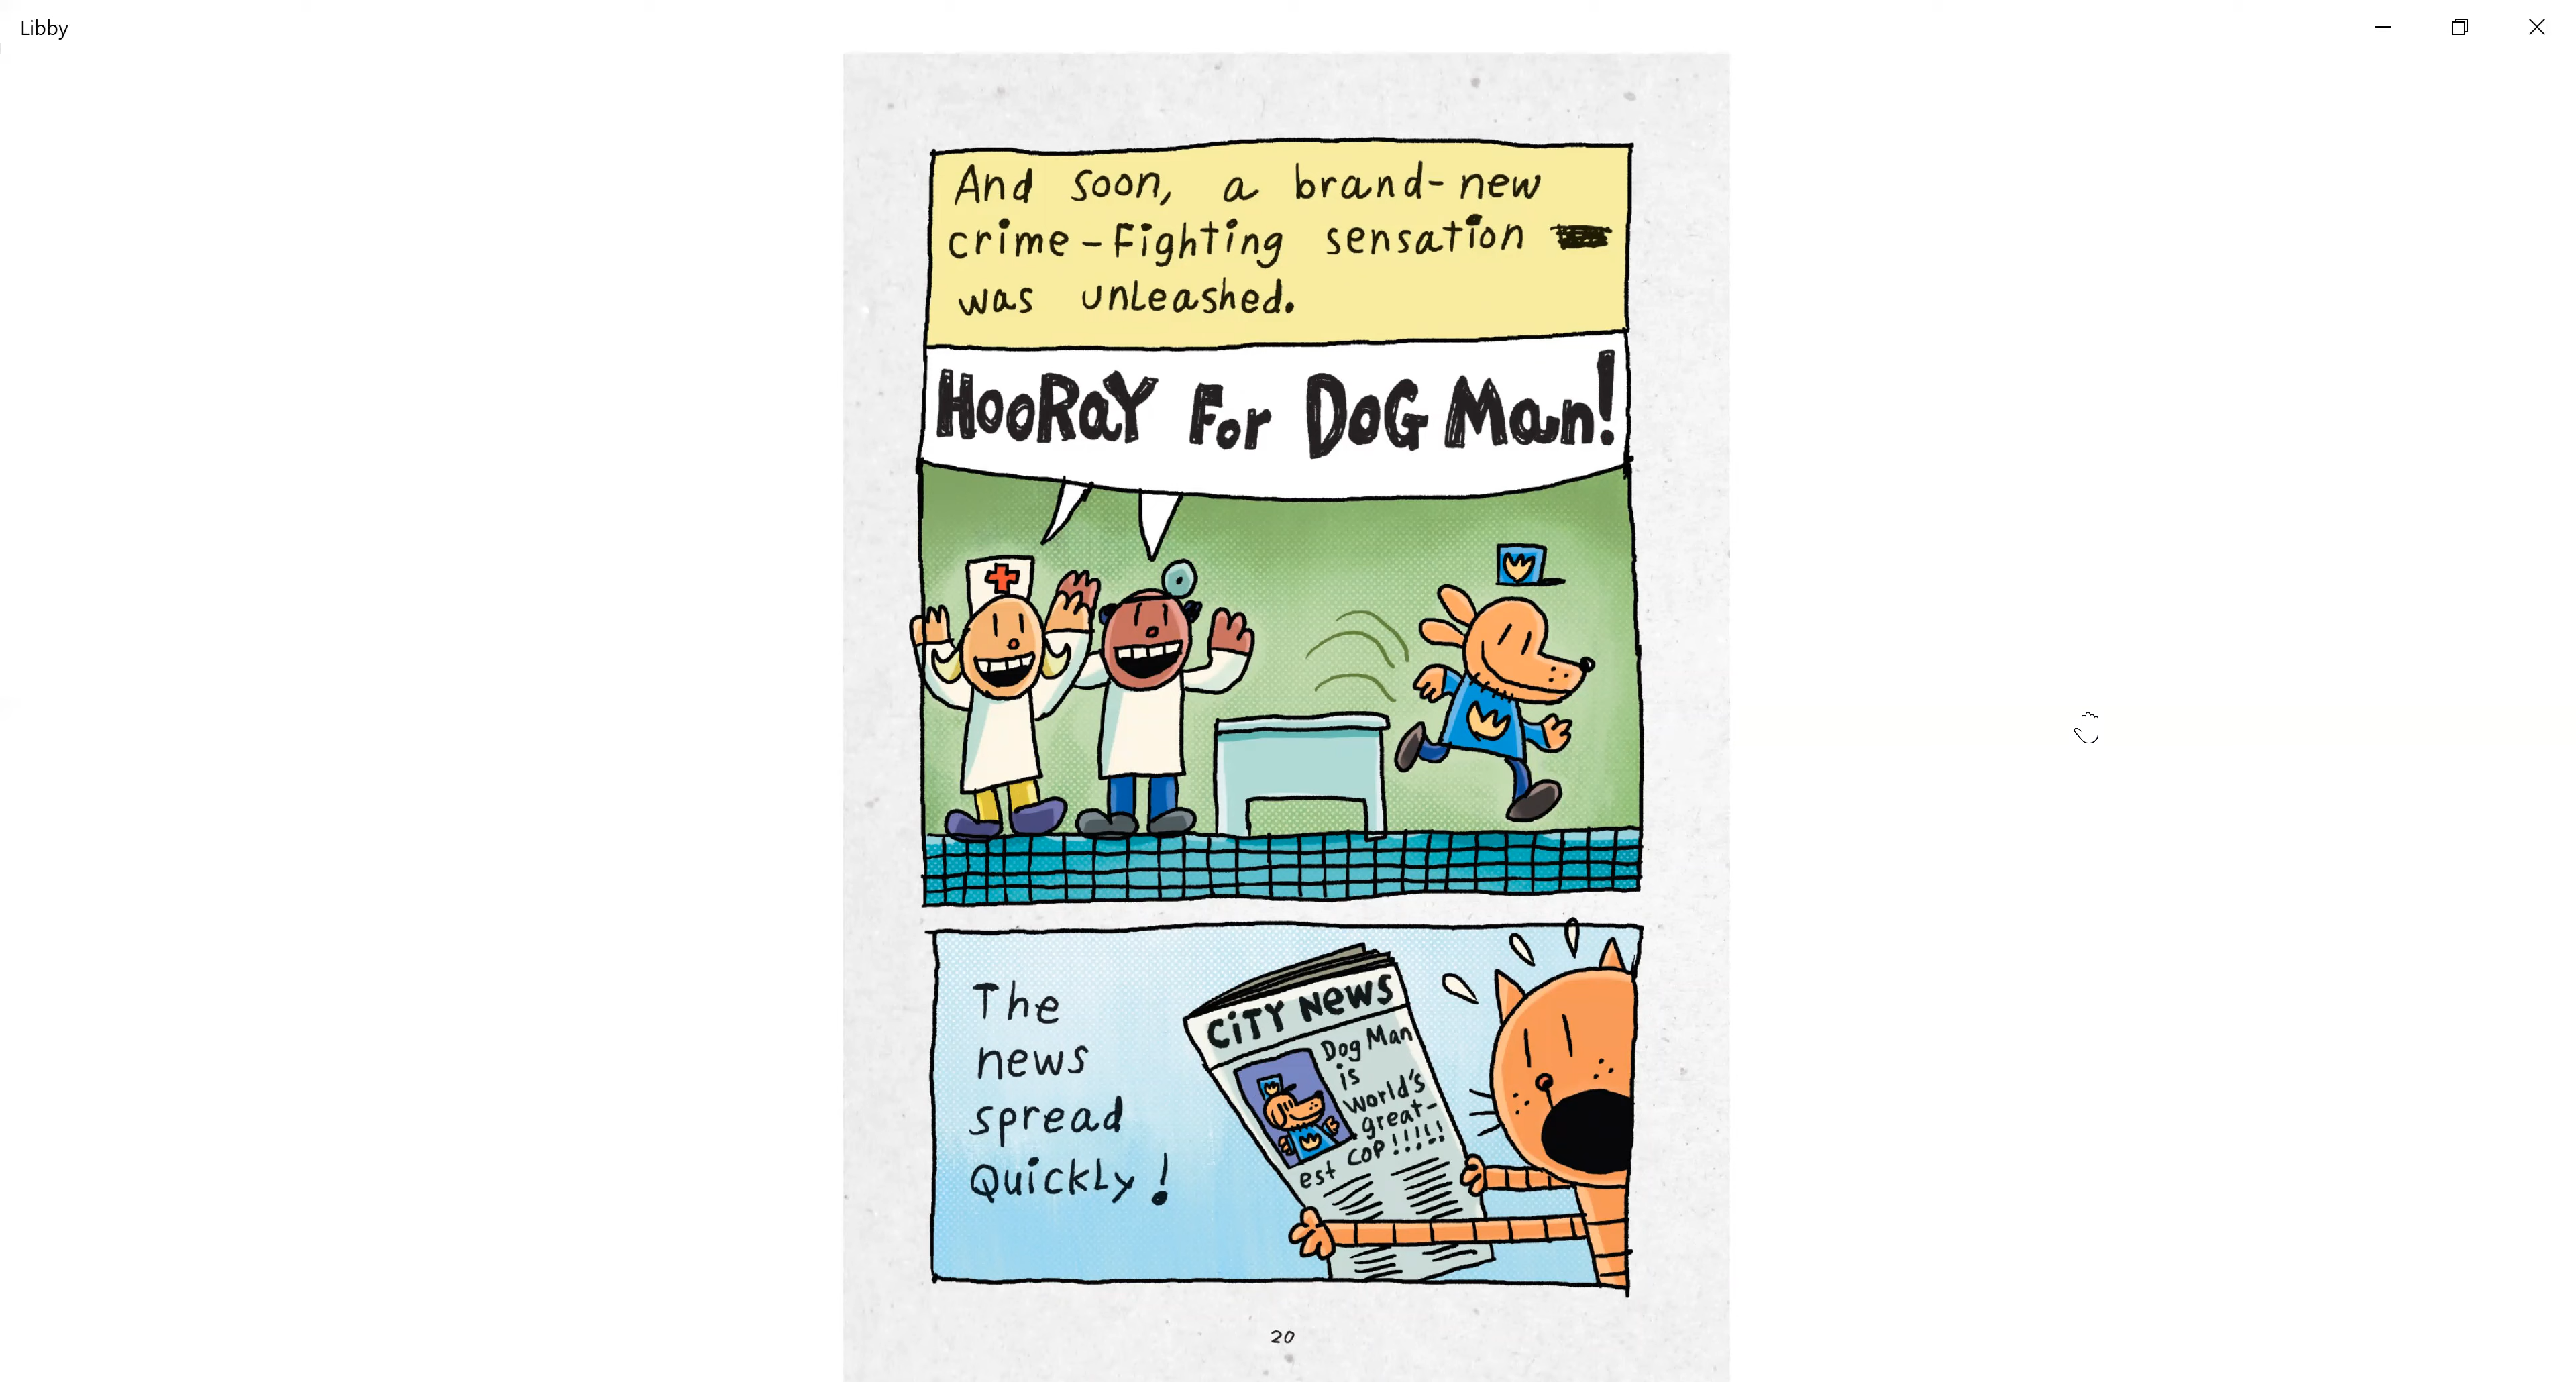 Libby
And soon, a brand-new
crime-Fighting sensation
was unleashed.
HooRaY For DoG Man!
The
news
spread
Quickly!
CiTY News
Dog Man
is
World's
great-
est COP!!!!!
20